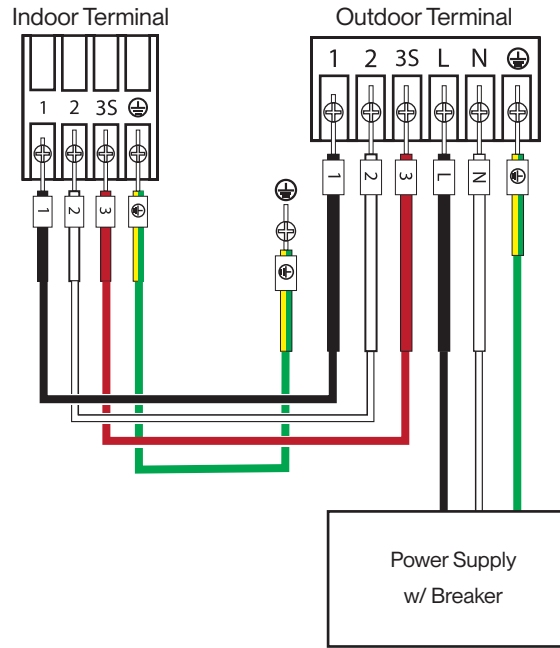 Indoor Terminal
Outdoor Terminal
1 2 3S L N
1 2 3S
1 2 3
1 2 3 L N
Power Supply
w/ Breaker